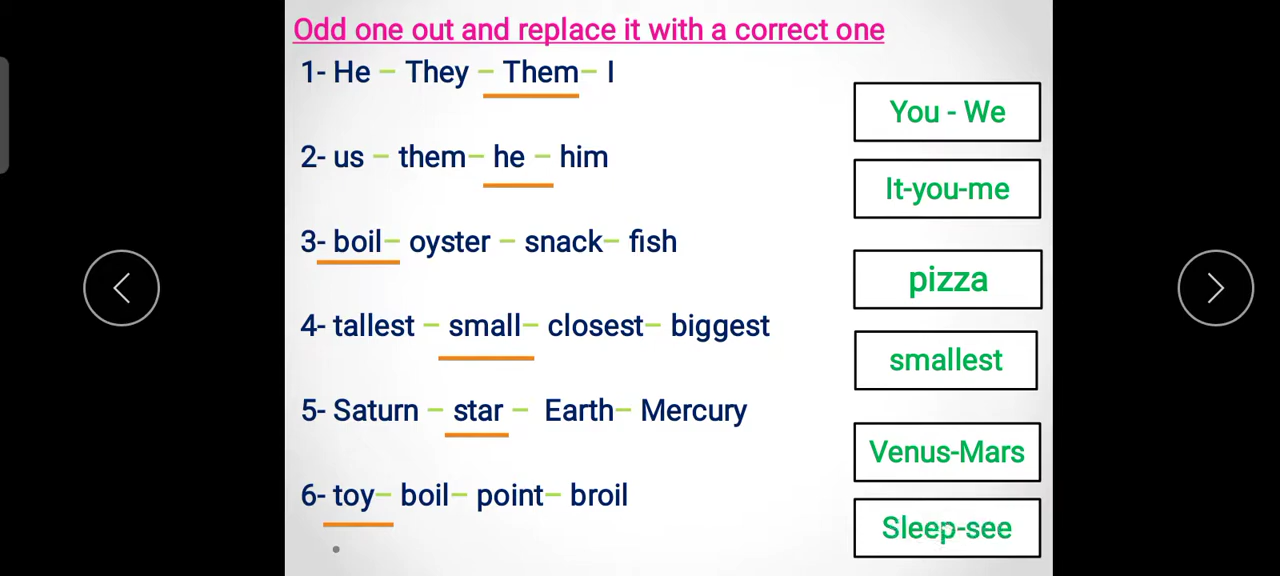 Odd one out and replace it with a correct one
1- He – They – Them – I
You - We
2- us – them – he – him
It-you-me
3- boil – oyster – snack – fish
pizza
4- tallest – small – closest – biggest
smallest
5- Saturn – star – Earth – Mercury
Venus-Mars
6- toy – boil – point – broil
Sleep-see